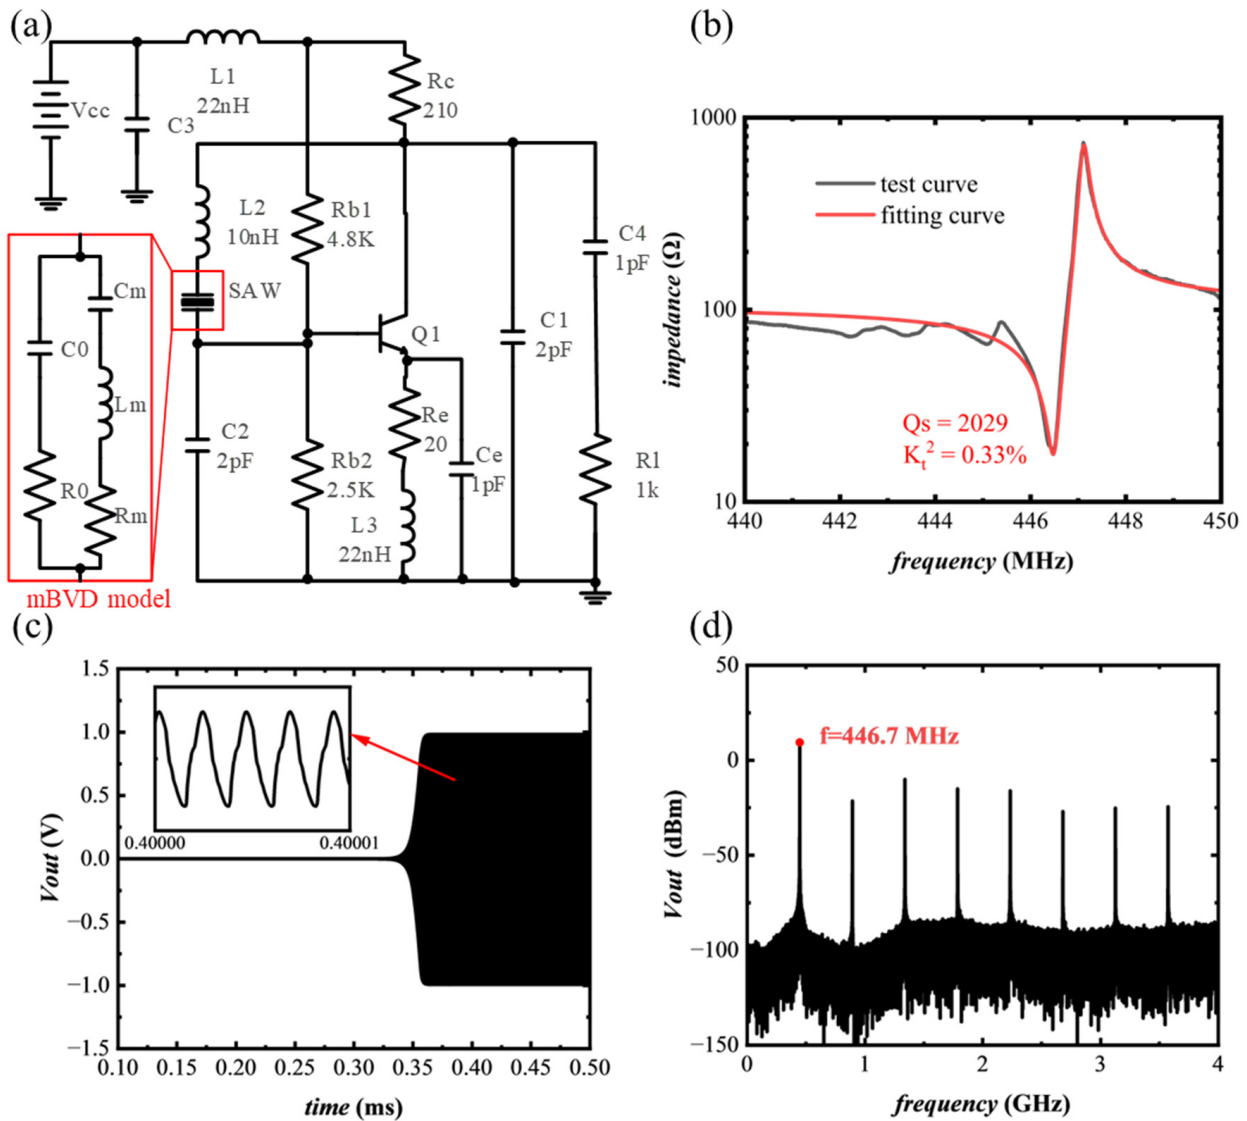 (a)
L1
22nH
Vcc
C3
Rc
210
L2
10nH
Rb1
4.8K
SAW
C4
1pF
Q1
C1
2pF
C2
2pF
Rb2
2.5K
Re
20
Ce
1pF
L3
22nH
R1
1k
Cm
C0
Lm
R0
Rm
mBVD model
(b)
1000
100
10
impedance (Ω)
test curve
fitting curve
Qs = 2029
Kt² = 0.33%
440 442 444 446 448 450
frequency (MHz)
(c)
1.5
1.0
0.5
0.0
−0.5
−1.0
−1.5
Vout (V)
0.40000 0.40001
0.10 0.15 0.20 0.25 0.30 0.35 0.40 0.45 0.50
time (ms)
(d)
50
0
−50
−100
−150
Vout (dBm)
f=446.7 MHz
0 1 2 3 4
frequency (GHz)